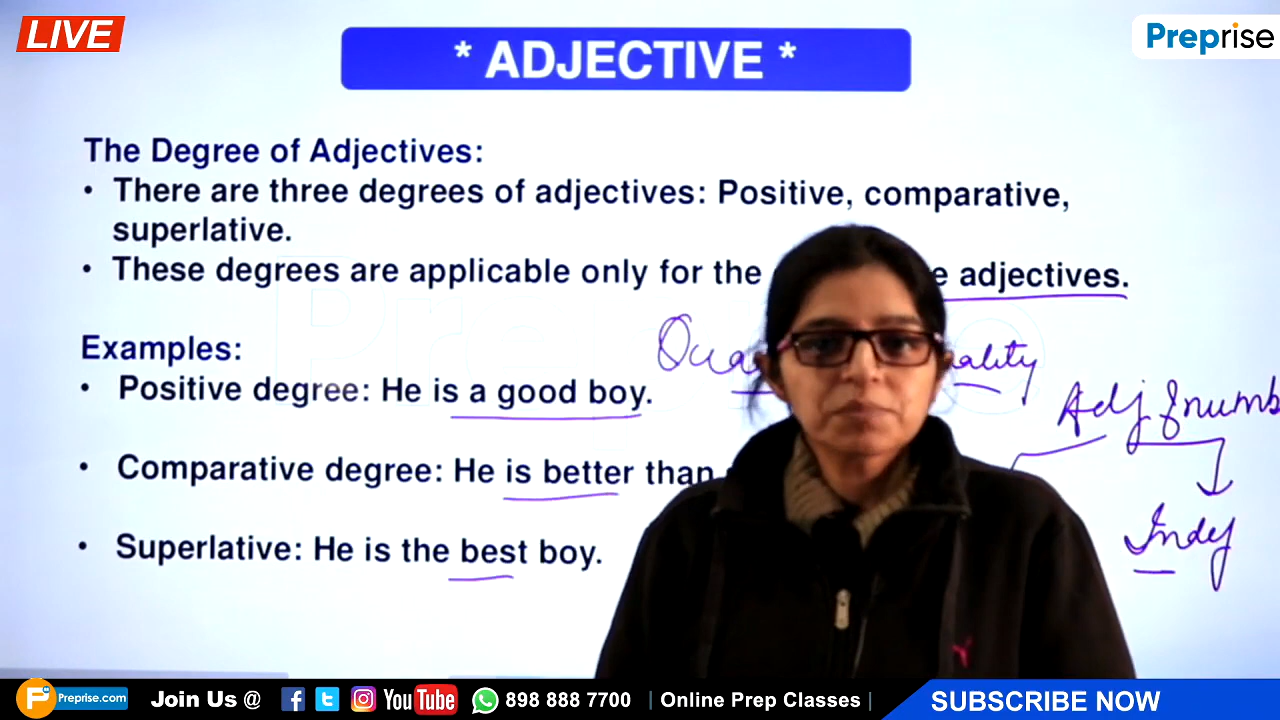 LIVE
* ADJECTIVE *
Preprise
The Degree of Adjectives:
• There are three degrees of adjectives: Positive, comparative,
superlative.
• These degrees are applicable only for the adjectives.
Examples:
• Positive degree: He is a good boy.
• Comparative degree: He is better than
• Superlative: He is the best boy.
Preprise.com Join Us @ YouTube 898 888 7700 | Online Prep Classes | SUBSCRIBE NOW